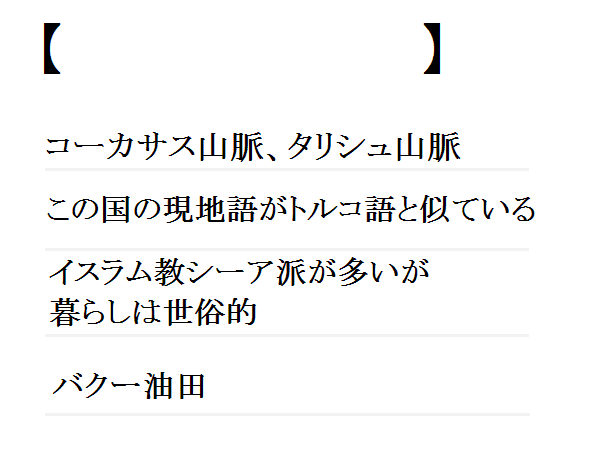 【　　　　　　　　　】
コーカサス山脈、タリシュ山脈
この国の現地語がトルコ語と似ている
イスラム教シーア派が多いが
暮らしは世俗的
バクー油田